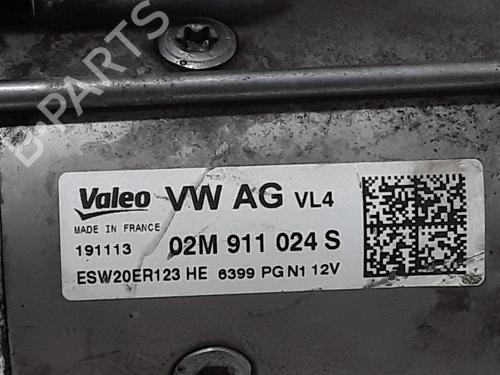 B-PARTS
Valeo VW AG VL4
MADE IN FRANCE
191113 02M 911 024 S
ESW20ER123 HE 6399 PG N1 12V